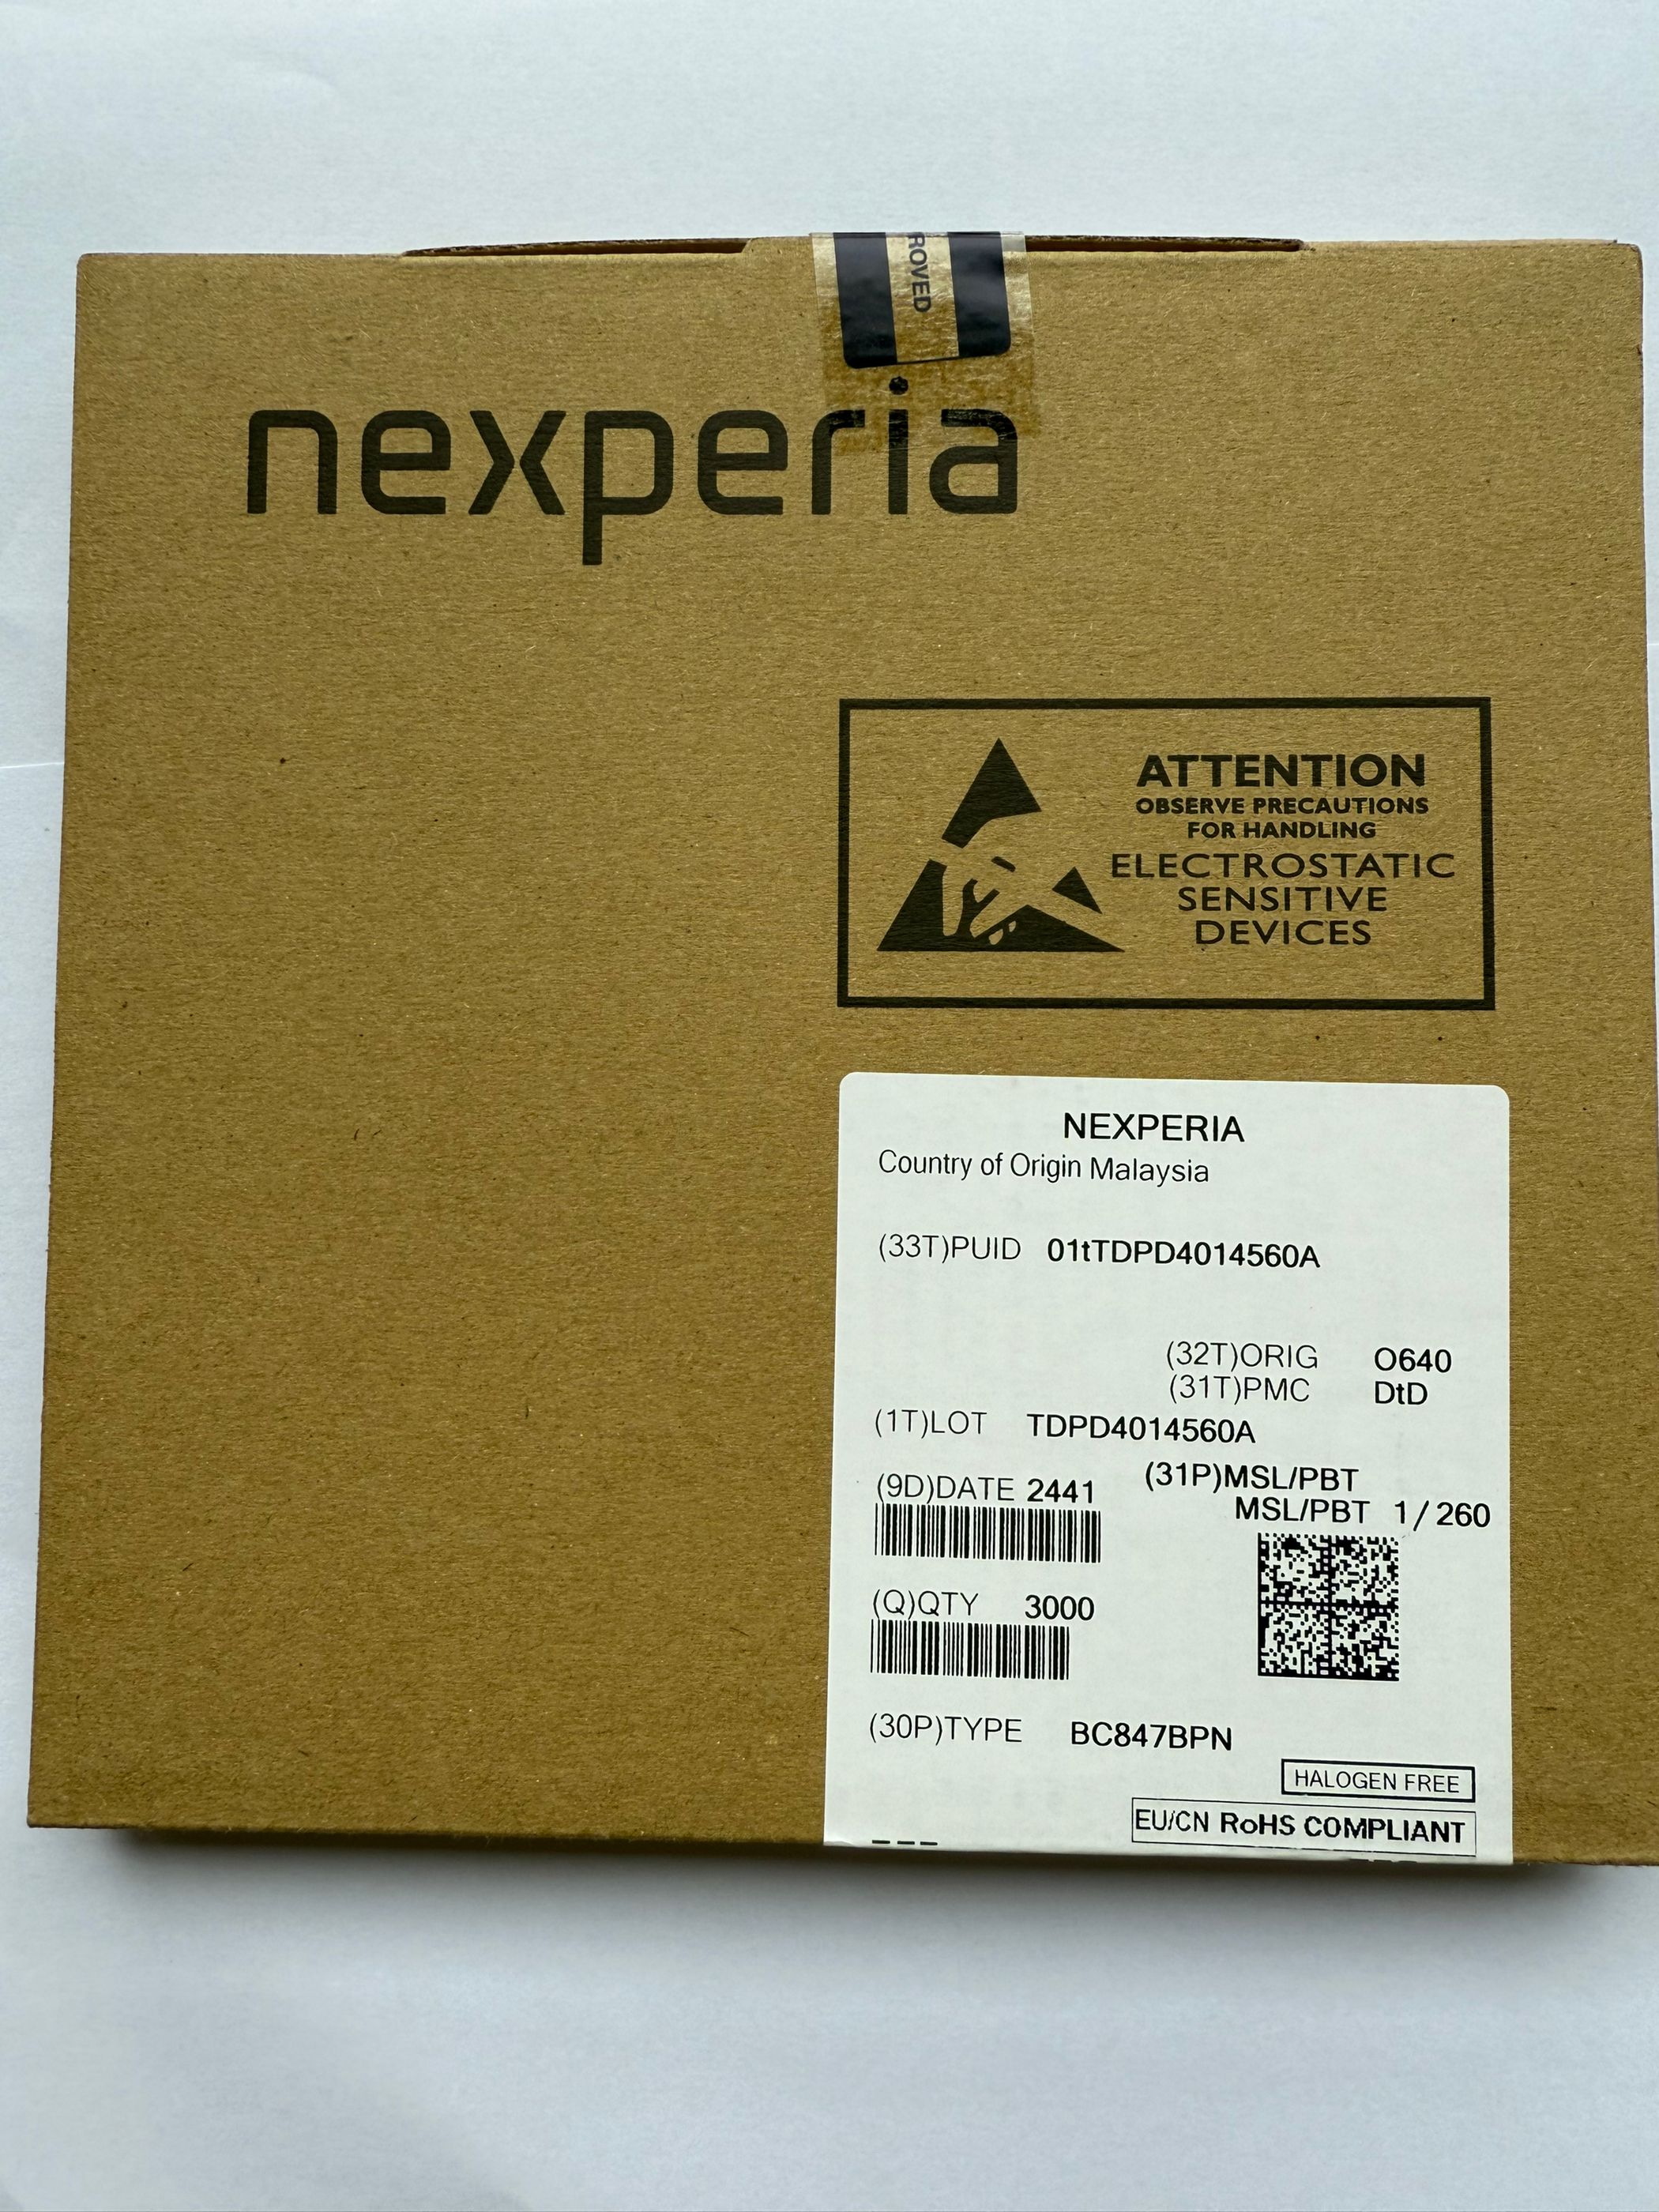 ROVED
nexperia
ATTENTION
OBSERVE PRECAUTIONS
FOR HANDLING
ELECTROSTATIC
SENSITIVE
DEVICES
NEXPERIA
Country of Origin Malaysia
(33T)PUID 01tTDPD4014560A
(32T)ORIG O640
(31T)PMC DtD
(1T)LOT TDPD4014560A
(9D)DATE 2441
(31P)MSL/PBT
MSL/PBT 1/260
(Q)QTY 3000
(30P)TYPE BC847BPN
HALOGEN FREE
EU/CN RoHS COMPLIANT